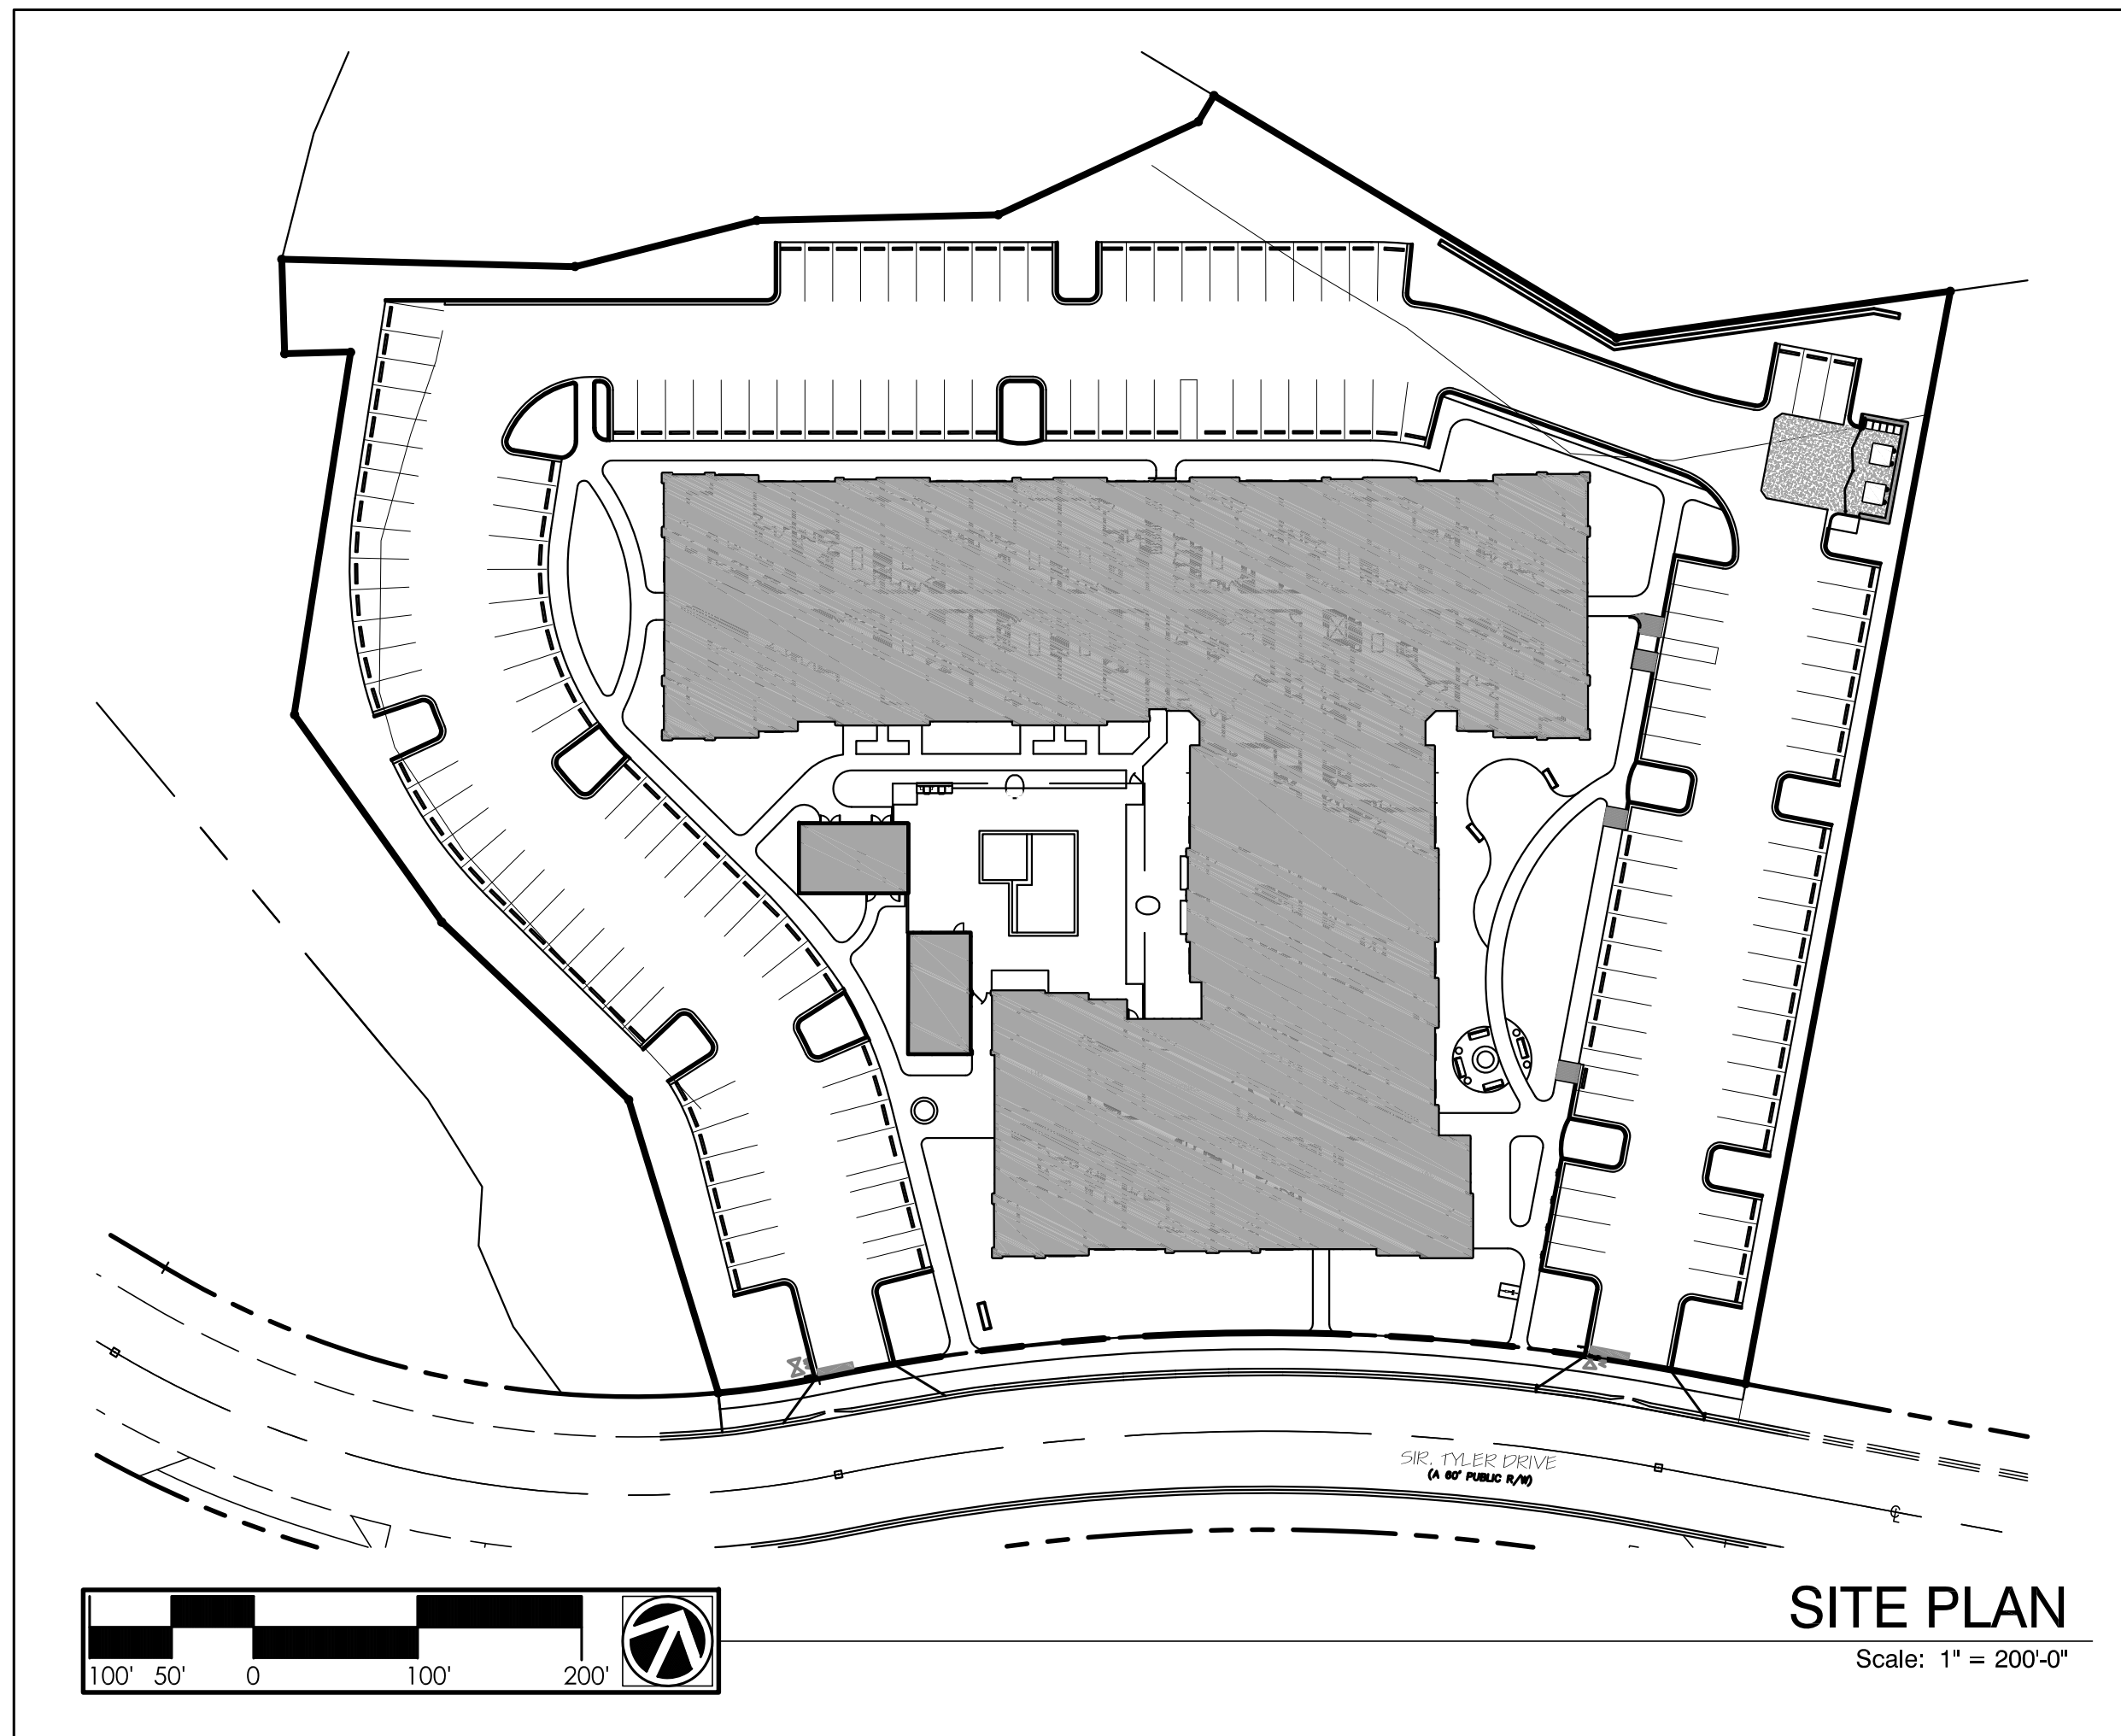 SIR. TYLER DRIVE
(A 60' PUBLIC R/W)
℄
SITE PLAN
Scale: 1" = 200'-0"
100' 50' 0 100' 200'